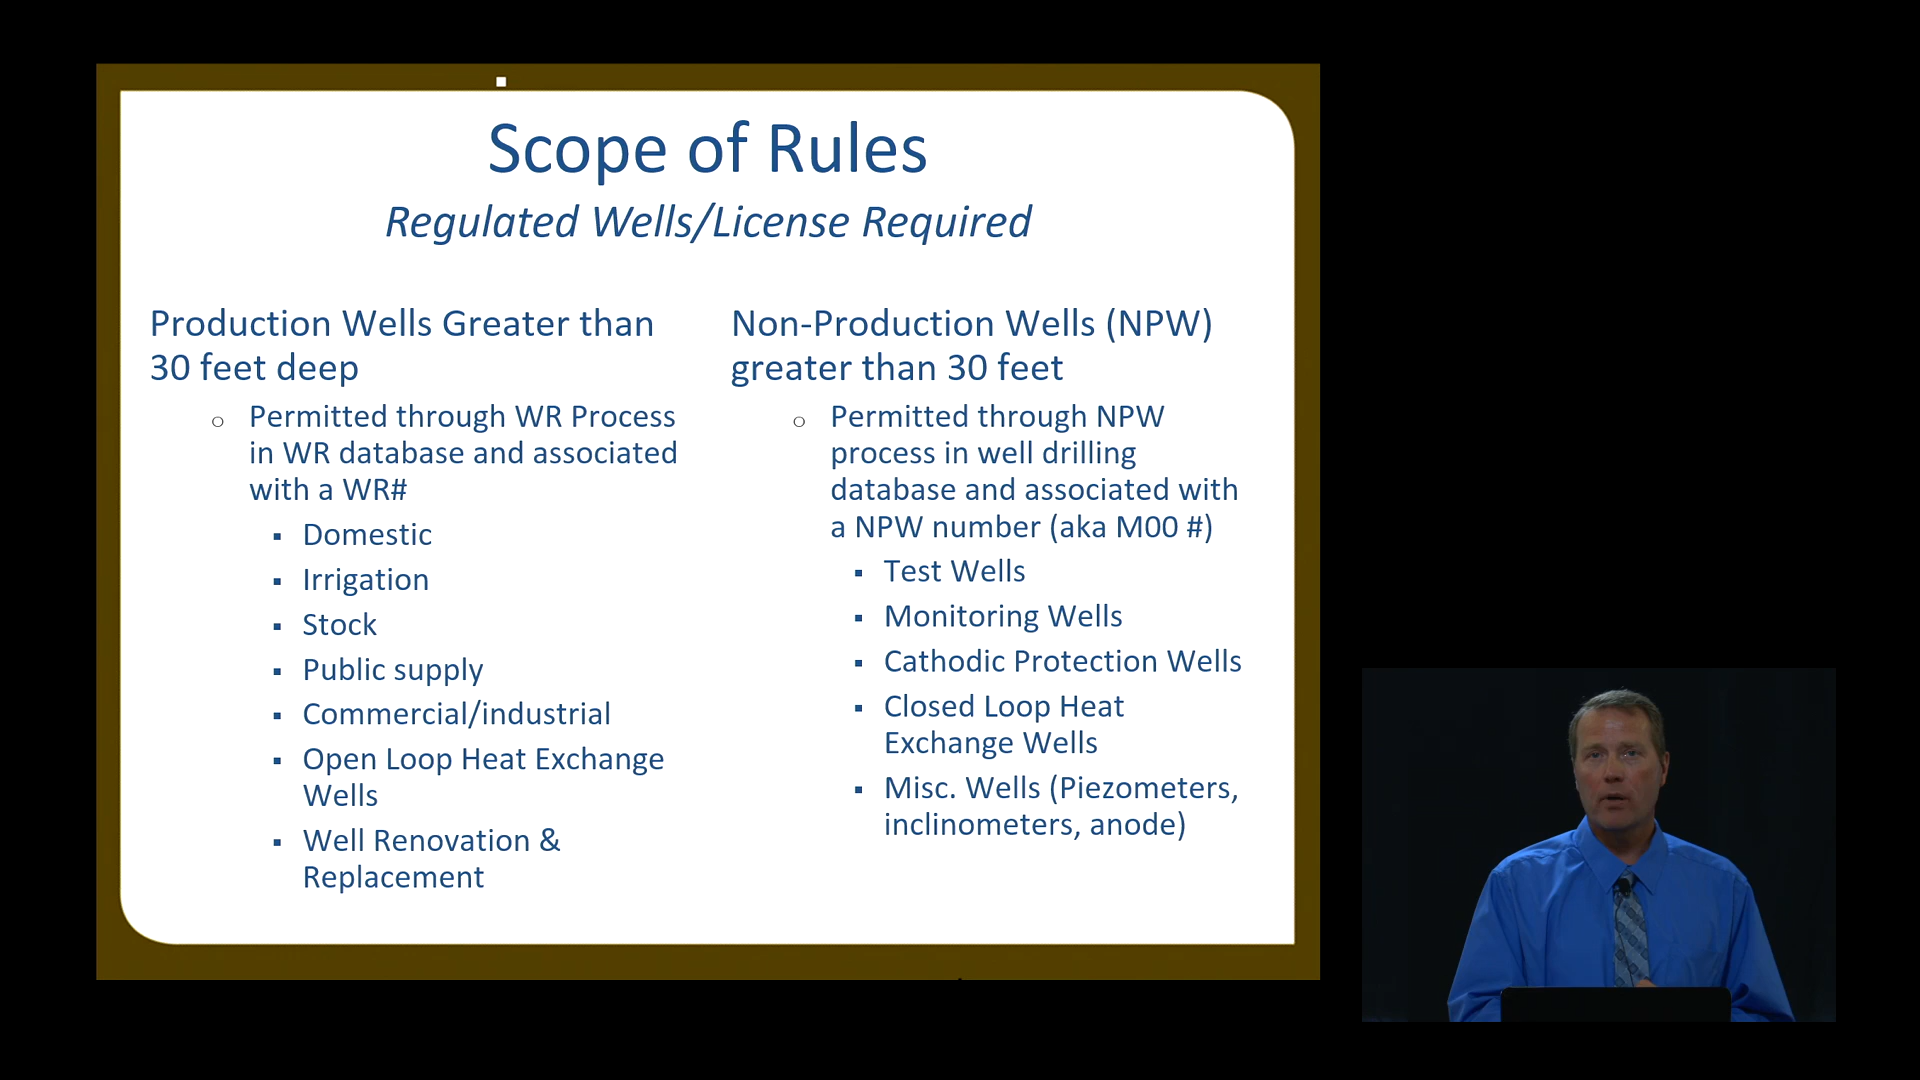 Scope of Rules
Regulated Wells/License Required
Production Wells Greater than
30 feet deep
Permitted through WR Process
in WR database and associated
with a WR#
Domestic
Irrigation
Stock
Public supply
Commercial/industrial
Open Loop Heat Exchange
Wells
Well Renovation &
Replacement
Non-Production Wells (NPW)
greater than 30 feet
Permitted through NPW
process in well drilling
database and associated with
a NPW number (aka M00 #)
Test Wells
Monitoring Wells
Cathodic Protection Wells
Closed Loop Heat
Exchange Wells
Misc. Wells (Piezometers,
inclinometers, anode)